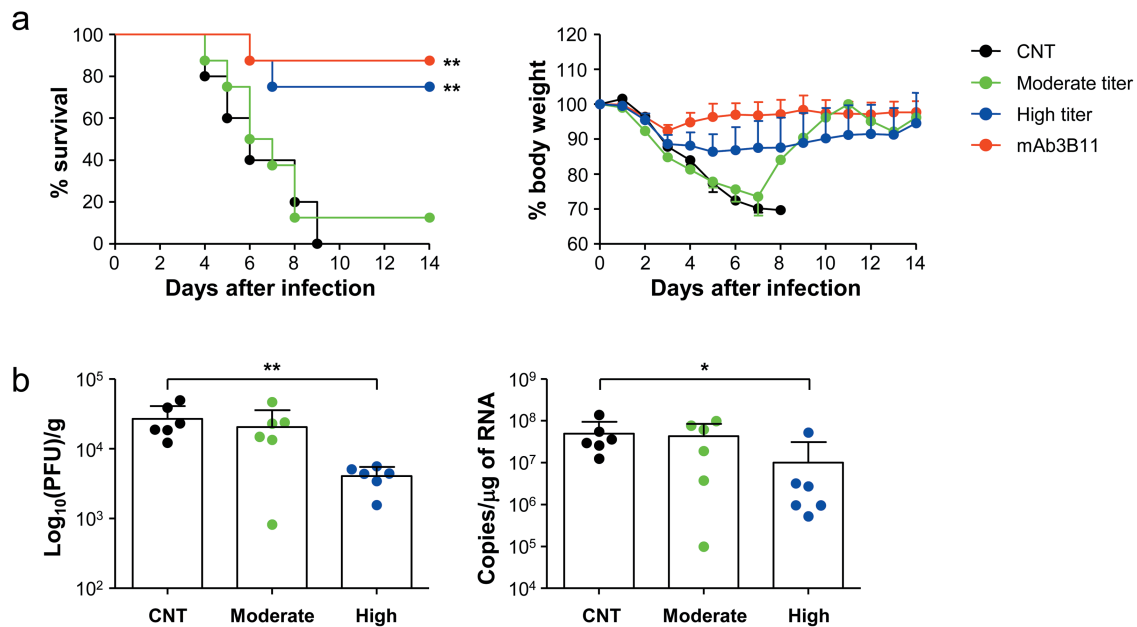 a
100
80
60
40
20
0
% survival
**
**
0 2 4 6 8 10 12 14
Days after infection
120
110
100
90
80
70
60
% body weight
0 2 4 6 8 10 12 14
Days after infection
CNT
Moderate titer
High titer
mAb3B11
b
10⁵
10⁴
10³
10²
Log₁₀(PFU)/g
**
CNT Moderate High
10⁹
10⁸
10⁷
10⁶
10⁵
10⁴
Copies/µg of RNA
*
CNT Moderate High